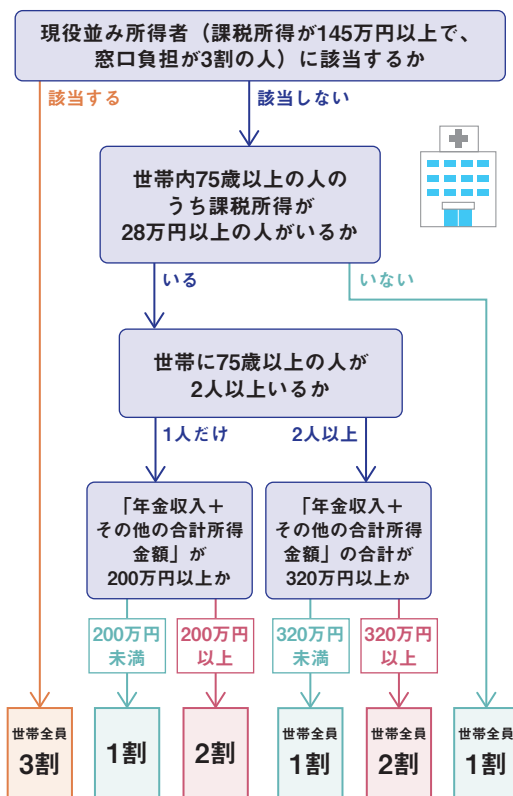 現役並み所得者（課税所得が145万円以上で、
窓口負担が3割の人）に該当するか
該当する
該当しない
世帯内75歳以上の人の
うち課税所得が
28万円以上の人がいるか
いる
いない
世帯に75歳以上の人が
2人以上いるか
1人だけ
2人以上
「年金収入＋
その他の合計所得
金額」が
200万円以上か
「年金収入＋
その他の合計所得
金額」の合計が
320万円以上か
200万円
未満
200万円
以上
320万円
未満
320万円
以上
世帯全員
3割
1割
2割
世帯全員
1割
世帯全員
2割
世帯全員
1割